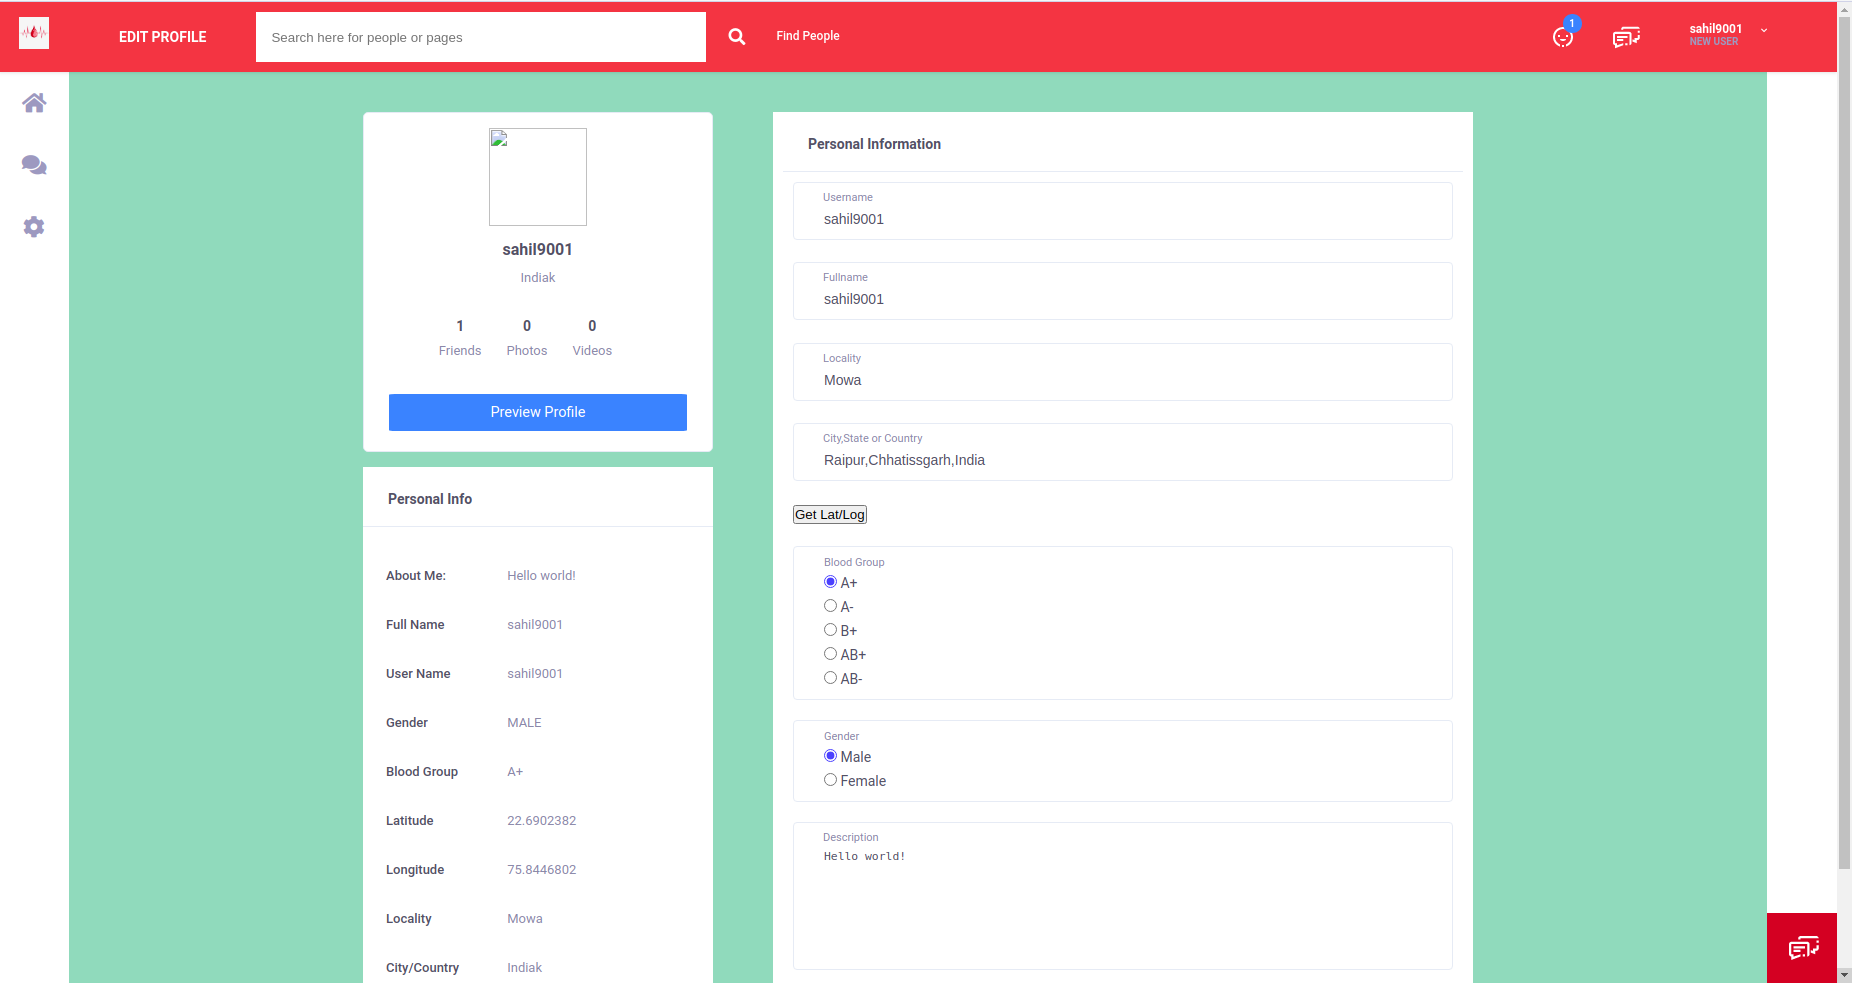 EDIT PROFILE
Search here for people or pages
Find People
1
sahil9001
NEW USER
sahil9001
Indiak
1 0 0
Friends Photos Videos
Preview Profile
Personal Info
About Me: Hello world!
Full Name sahil9001
User Name sahil9001
Gender MALE
Blood Group A+
Latitude 22.6902382
Longitude 75.8446802
Locality Mowa
City/Country Indiak
Personal Information
Username
sahil9001
Fullname
sahil9001
Locality
Mowa
City,State or Country
Raipur,Chhatissgarh,India
Get Lat/Log
Blood Group
A+
A-
B+
AB+
AB-
Gender
Male
Female
Description
Hello world!